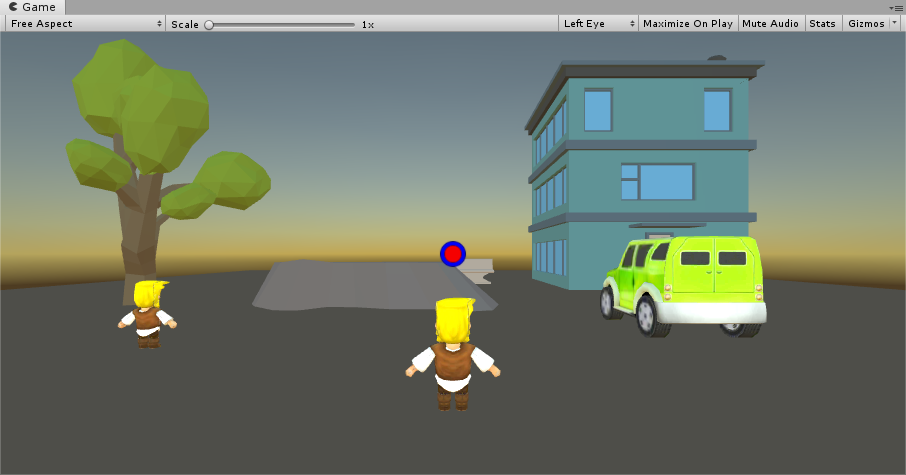 Game
Free Aspect Scale 1x Left Eye Maximize On Play Mute Audio Stats Gizmos